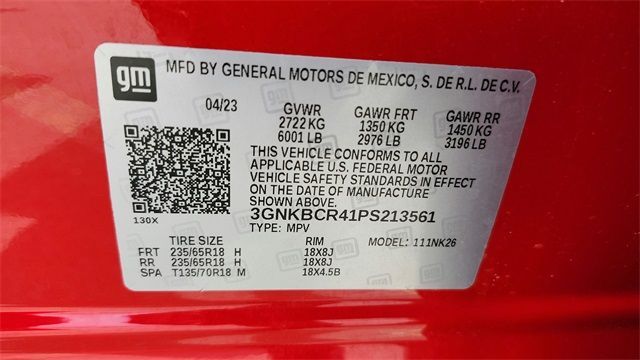 gm
MFD BY GENERAL MOTORS DE MEXICO, S. DE R.L. DE C.V.
04/23 GVWR GAWR FRT GAWR RR
2722 KG 1350 KG 1450 KG
6001 LB 2976 LB 3196 LB
THIS VEHICLE CONFORMS TO ALL
APPLICABLE U.S. FEDERAL MOTOR
VEHICLE SAFETY STANDARDS IN EFFECT
ON THE DATE OF MANUFACTURE
SHOWN ABOVE.
130X
3GNKBCR41PS213561
TYPE: MPV
TIRE SIZE RIM MODEL: 111NK26
FRT 235/65R18 H 18X8J
RR 235/65R18 H 18X8J
SPA T135/70R18 M 18X4.5B